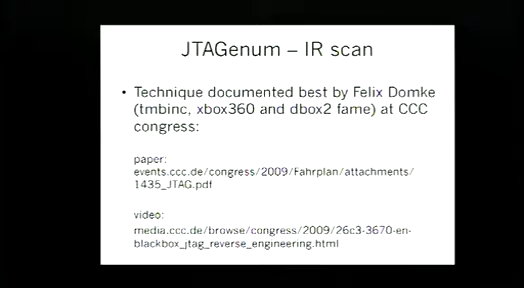 JTAGenum – IR scan
• Technique documented best by Felix Domke
(tmbinc, xbox360 and dbox2 fame) at CCC
congress:
paper:
events.ccc.de/congress/2009/Fahrplan/attachments/
1435_JTAG.pdf
video:
media.ccc.de/browse/congress/2009/26c3-3670-en-
blackbox_jtag_reverse_engineering.html